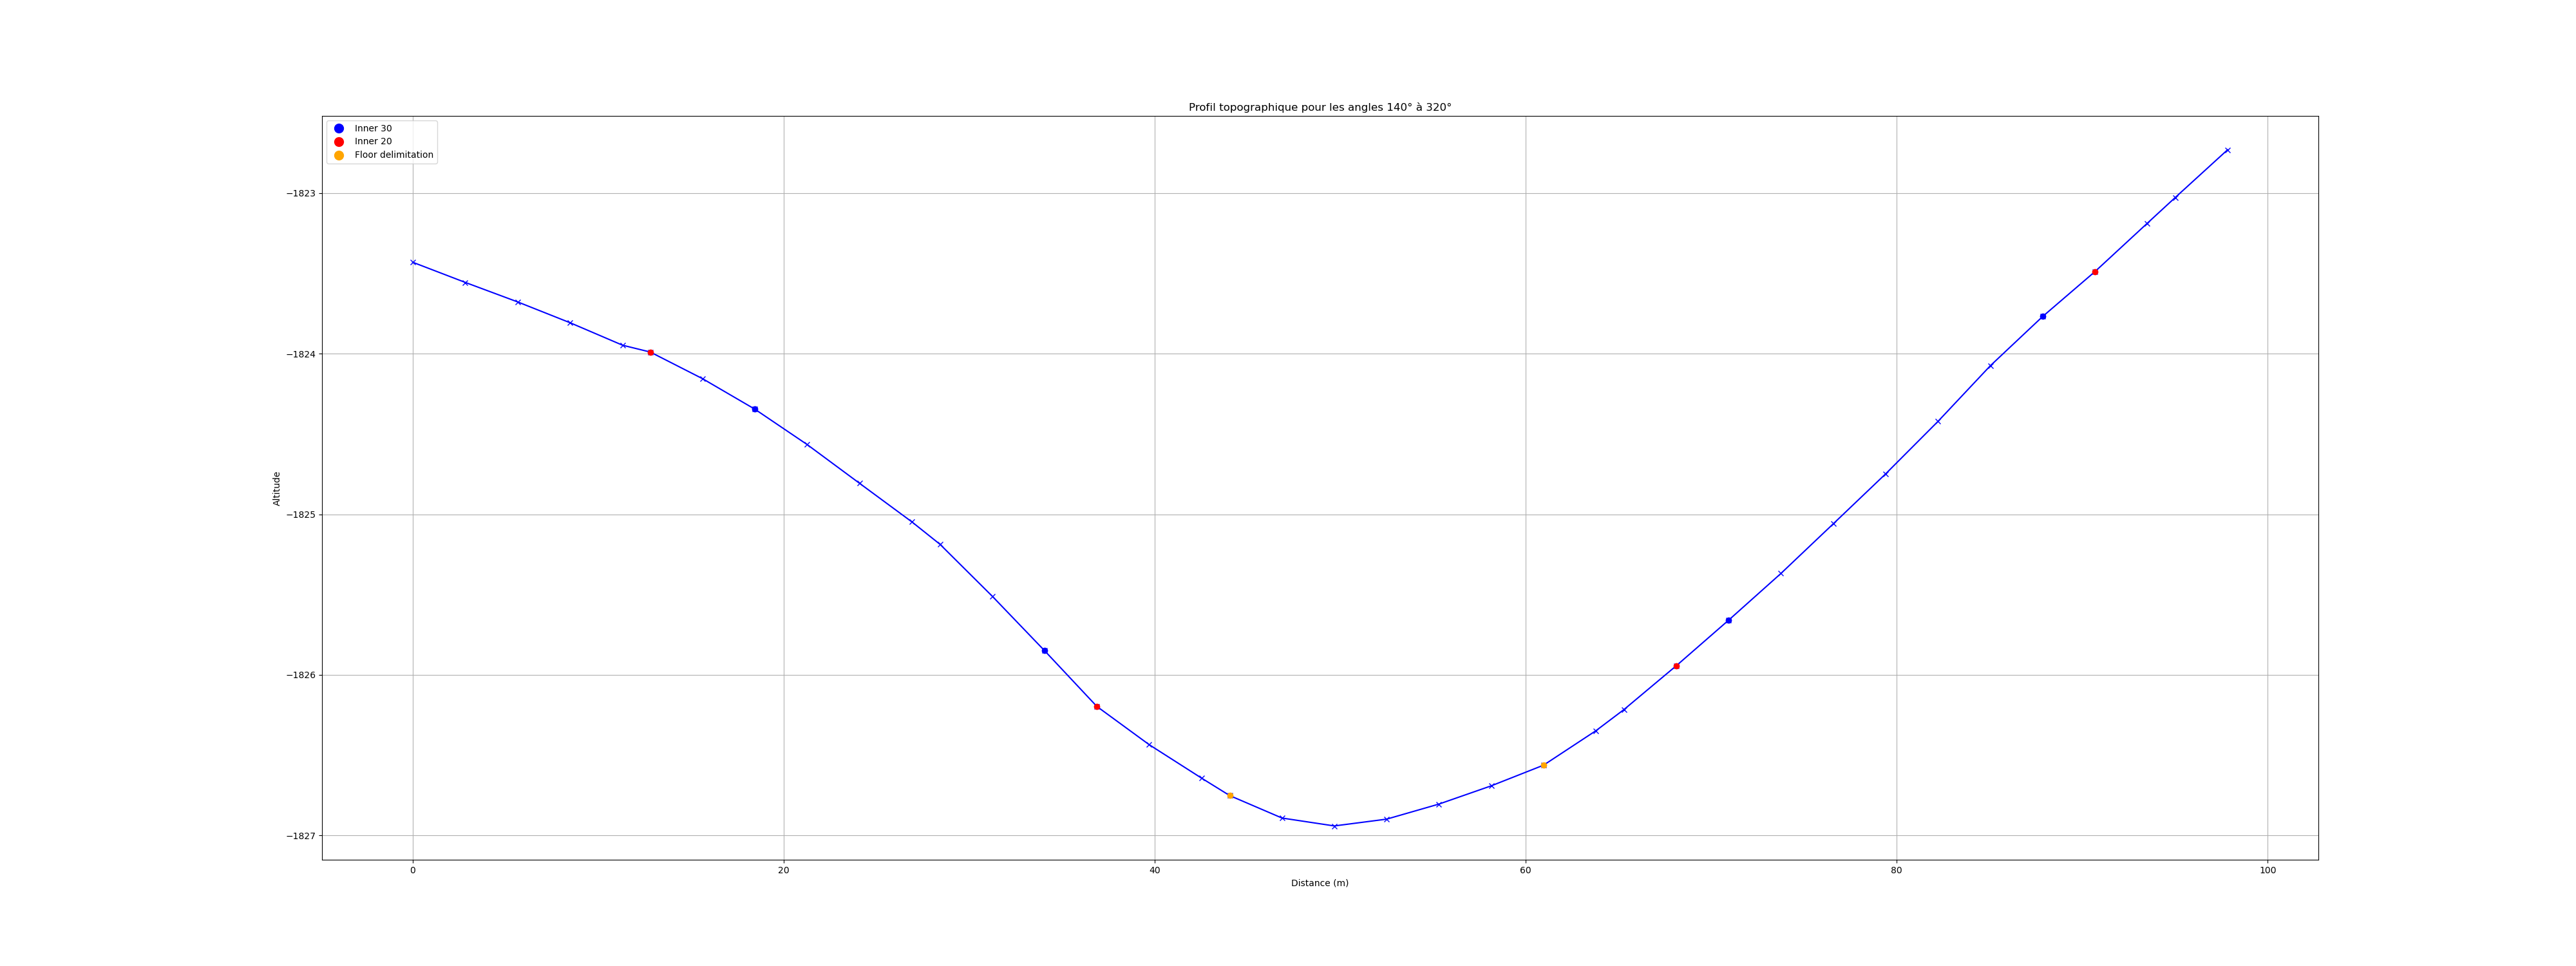 Profil topographique pour les angles 140° à 320°
Inner 30
Inner 20
Floor delimitation
Altitude
−1823
−1824
−1825
−1826
−1827
0 20 40 60 80 100
Distance (m)